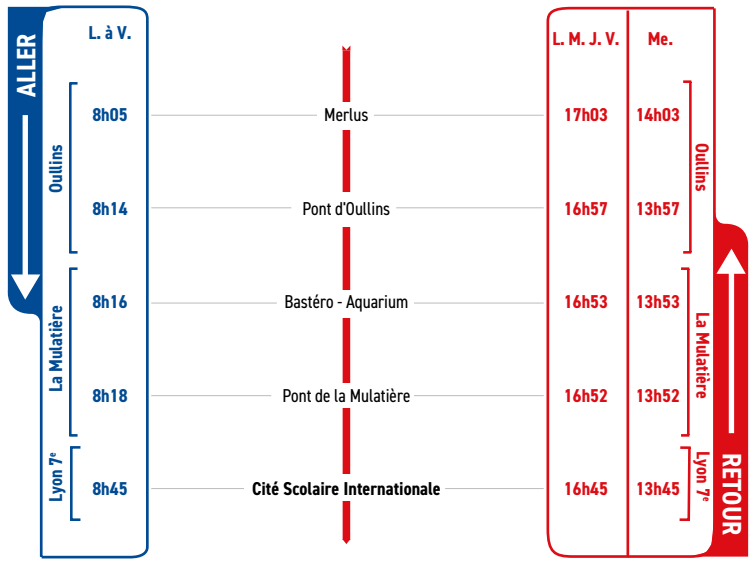 ALLER
L. à V.
L. M. J. V. Me.
8h05 Merlus 17h03 14h03
Oullins
Oullins
8h14 Pont d'Oullins 16h57 13h57
8h16 Bastéro - Aquarium 16h53 13h53
La Mulatière
La Mulatière
8h18 Pont de la Mulatière 16h52 13h52
Lyon 7e
8h45 Cité Scolaire Internationale 16h45 13h45
Lyon 7e
RETOUR